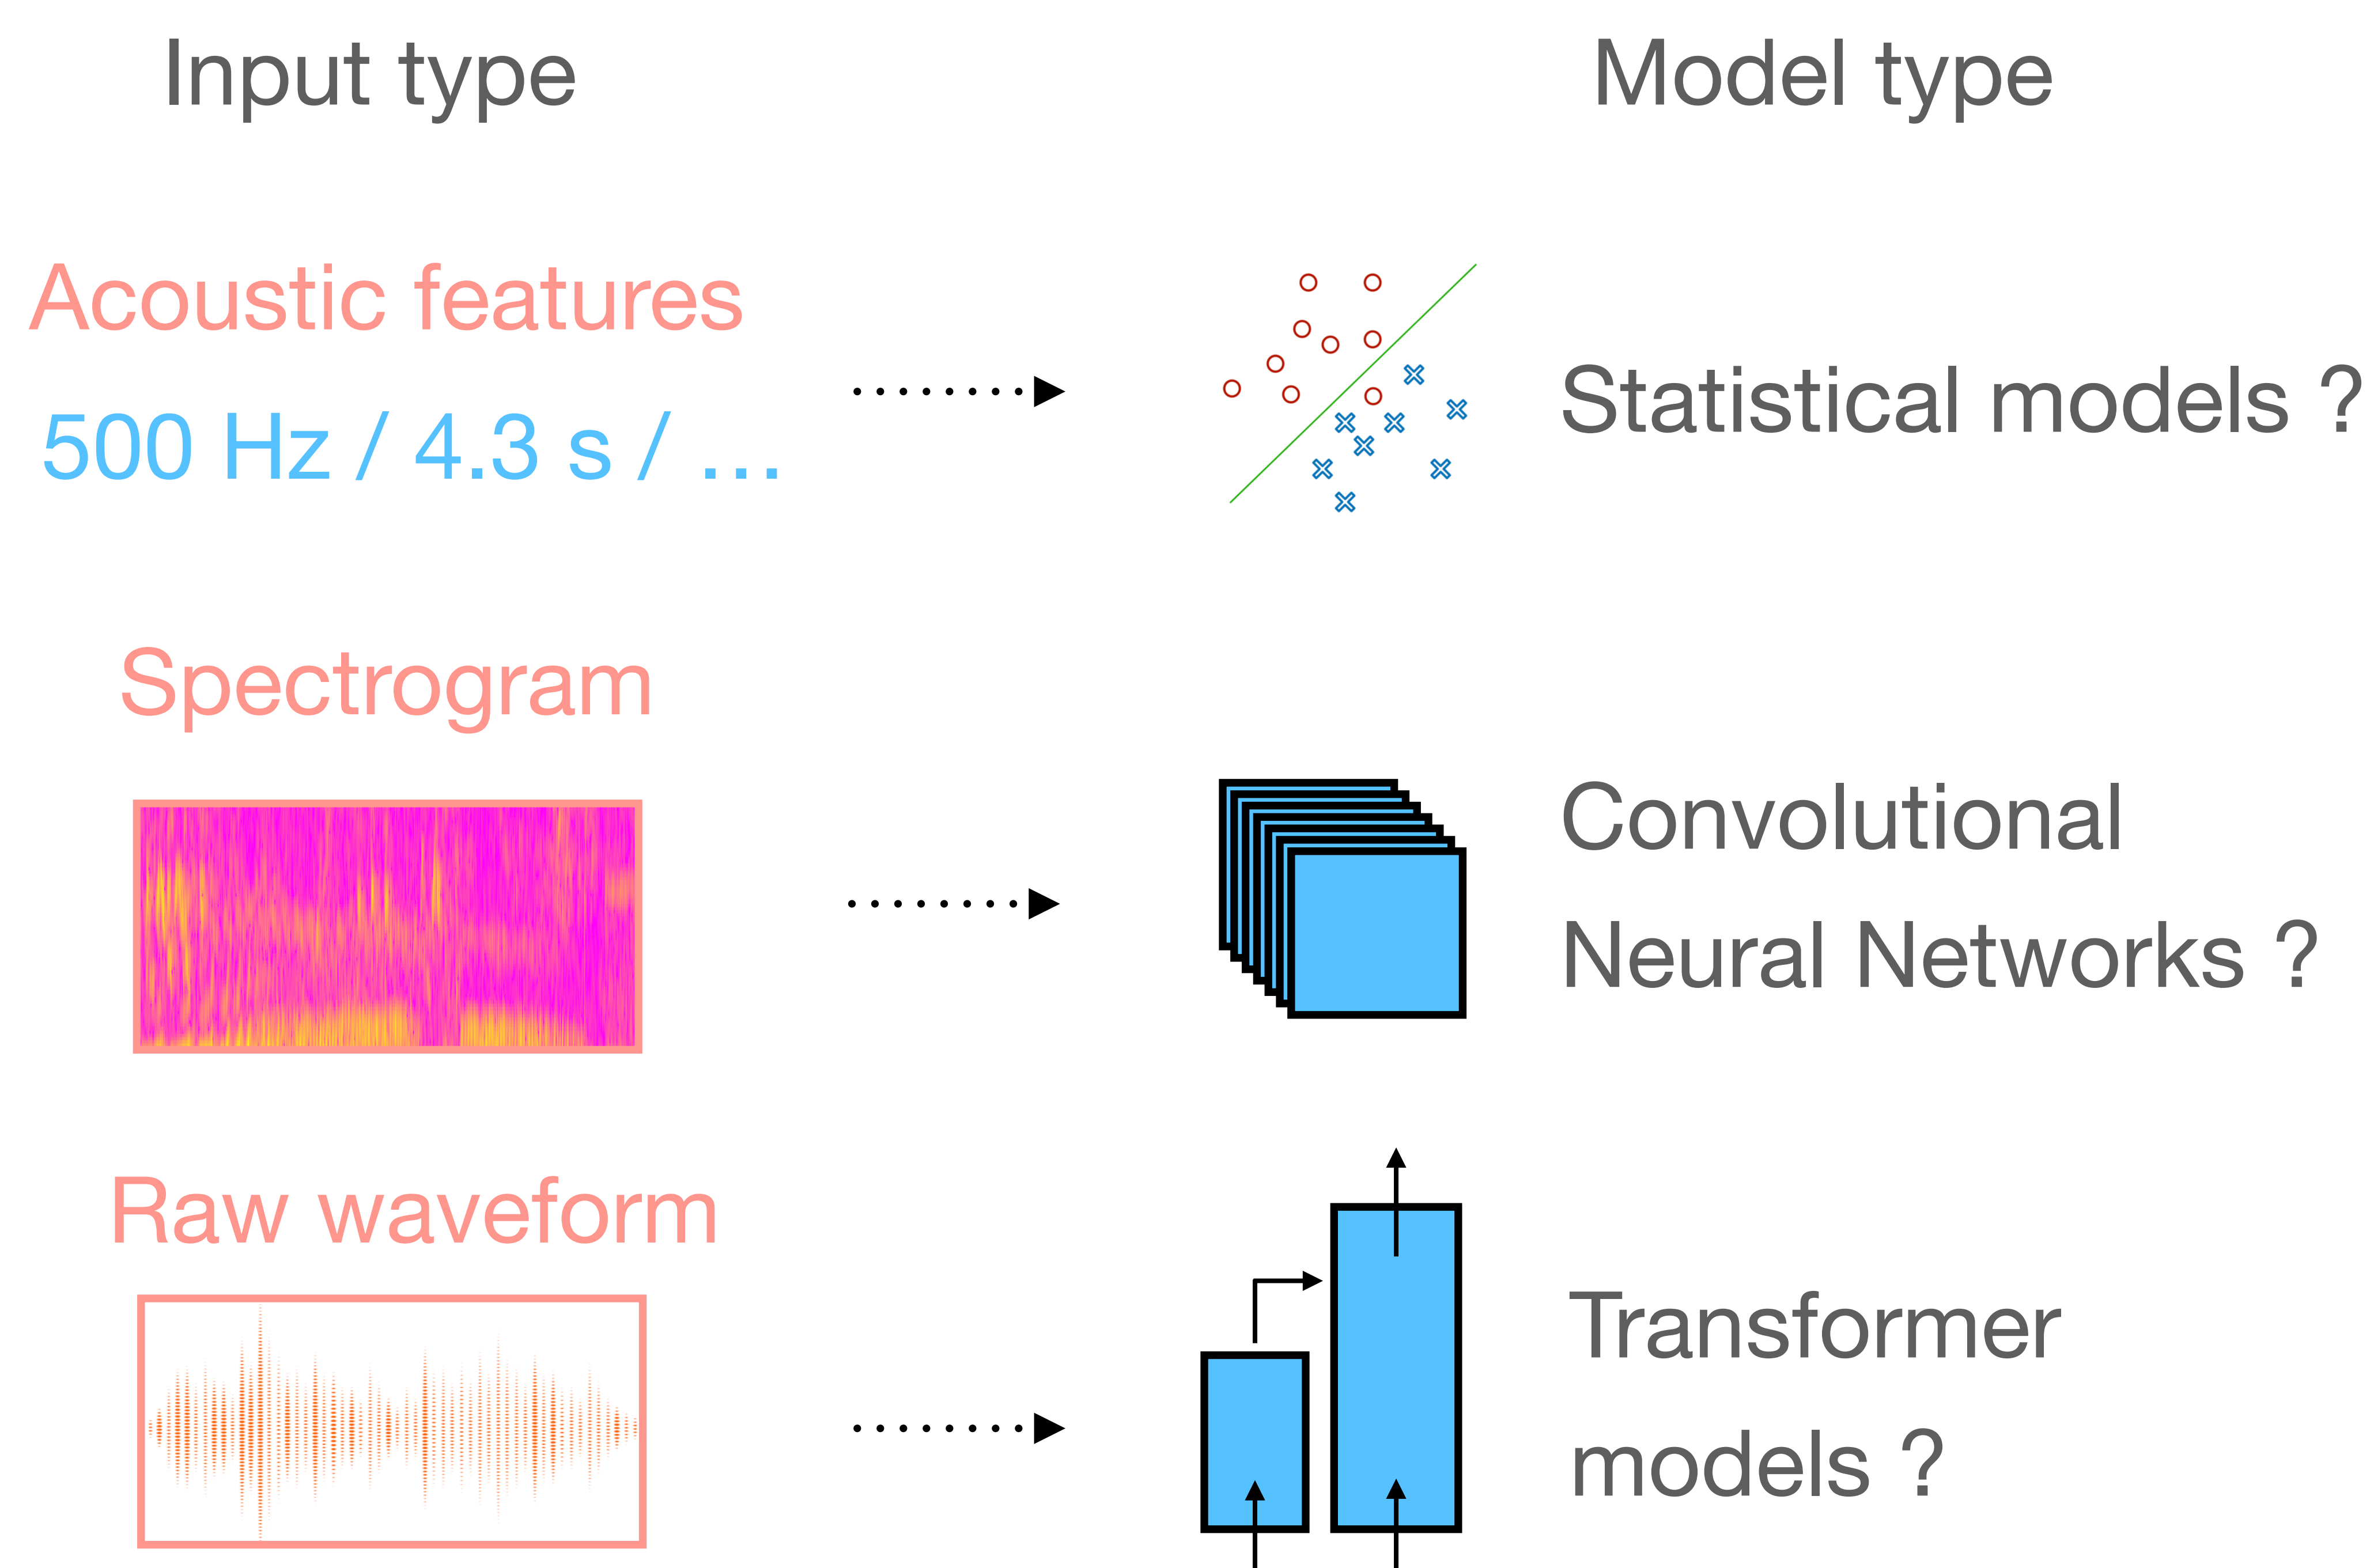 Input type
Model type
Acoustic features
500 Hz / 4.3 s / ...
Statistical models ?
Spectrogram
Convolutional
Neural Networks ?
Raw waveform
Transformer
models ?